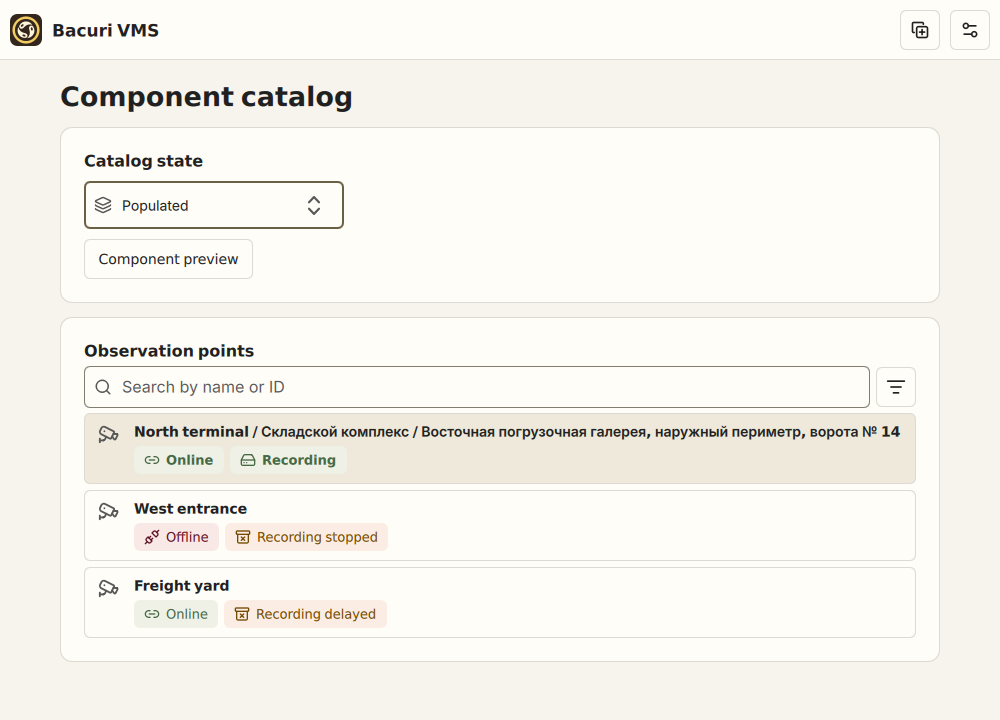 Bacuri VMS
Component catalog
Catalog state
Populated
Component preview
Observation points
Search by name or ID
North terminal / Складской комплекс / Восточная погрузочная галерея, наружный периметр, ворота № 14
Online Recording
West entrance
Offline Recording stopped
Freight yard
Online Recording delayed